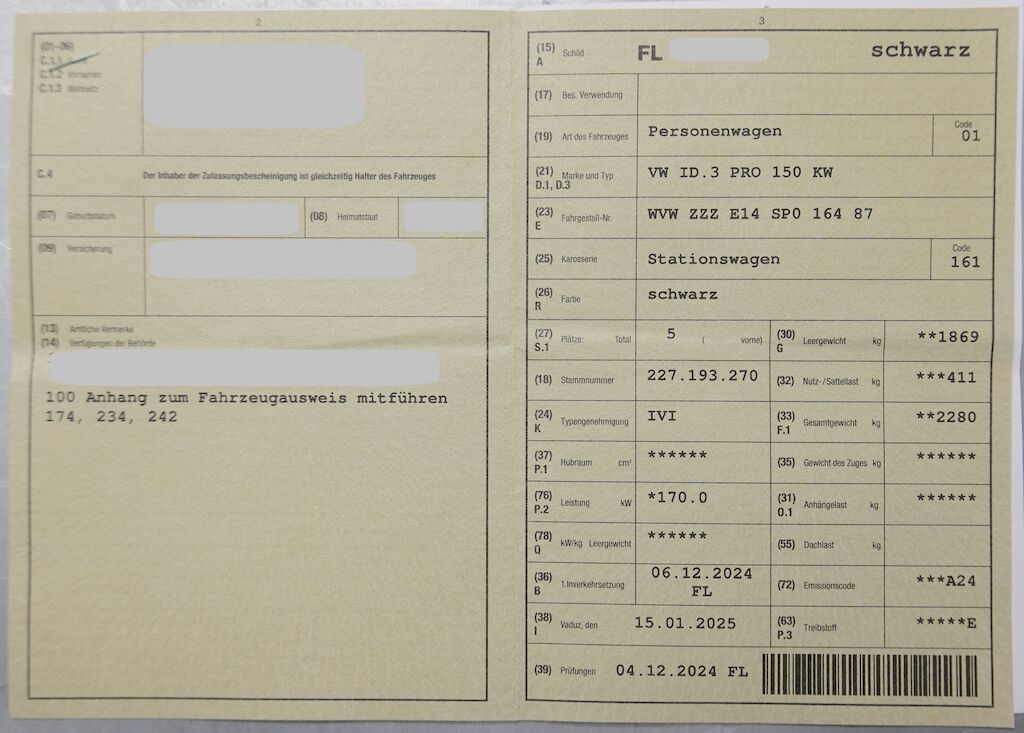 2
(01-06)
C.1.1
C.1.2 Vornamen
C.1.3 Wohnsitz
C.4 Der Inhaber der Zulassungsbescheinigung ist gleichzeitig Halter des Fahrzeuges
(07) Geburtsdatum (08) Heimatstaat
(09) Versicherung
(13) Amtliche Vermerke
(14) Verfügungen der Behörde
100 Anhang zum Fahrzeugausweis mitführen
174, 234, 242
3
(15) A Schild FL schwarz
(17) Bes. Verwendung
(19) Art des Fahrzeuges Personenwagen Code 01
(21) D.1, D.3 Marke und Typ VW ID.3 PRO 150 KW
(23) E Fahrgestell-Nr. WVW ZZZ E14 SP0 164 87
(25) Karosserie Stationswagen Code 161
(26) R Farbe schwarz
(27) S.1 Plätze: Total 5 ( vorne) (30) G Leergewicht kg **1869
(18) Stammnummer 227.193.270 (32) Nutz-/Sattellast kg ***411
(24) K Typengenehmigung IVI (33) F.1 Gesamtgewicht kg **2280
(37) P.1 Hubraum cm³ ****** (35) Gewicht des Zuges kg ******
(76) P.2 Leistung kW *170.0 (31) O.1 Anhängelast kg ******
(78) Q kW/kg Leergewicht ****** (55) Dachlast kg
(36) B 1.Inverkehrsetzung 06.12.2024 FL (72) Emissionscode ***A24
(38) I Vaduz, den 15.01.2025 (63) P.3 Treibstoff *****E
(39) Prüfungen 04.12.2024 FL